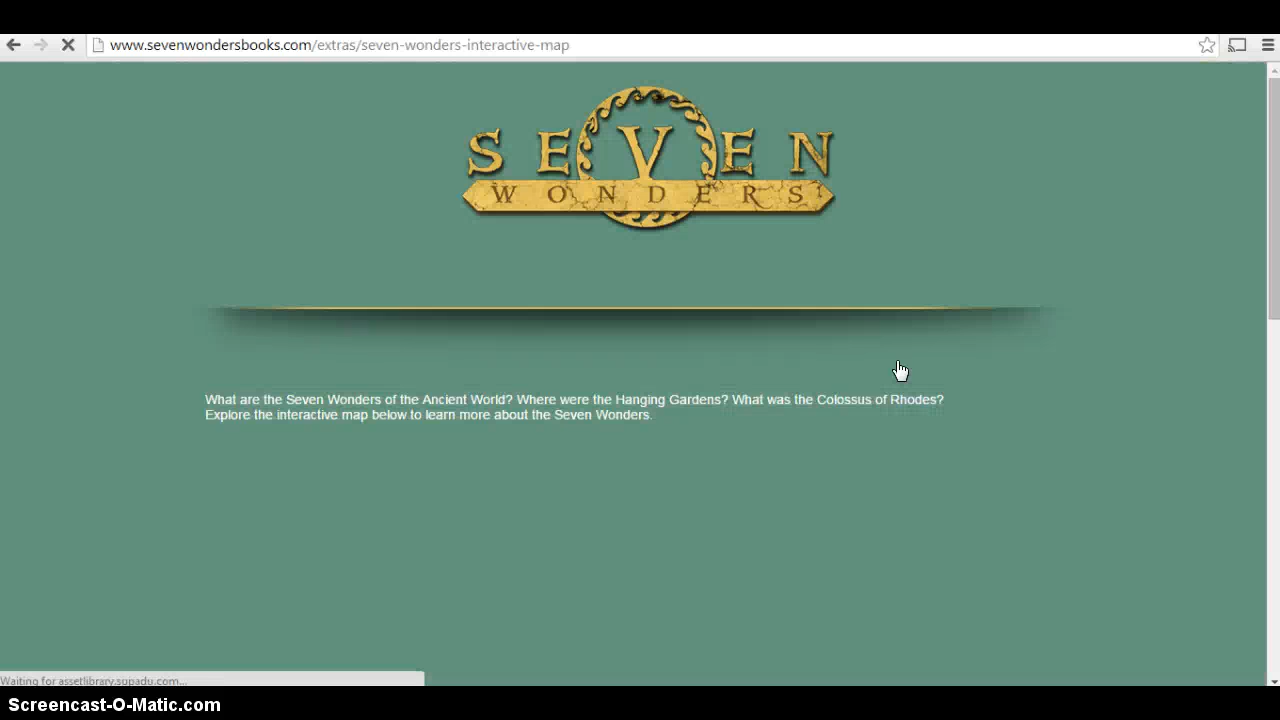 www.sevenwondersbooks.com/extras/seven-wonders-interactive-map
SEVEN
WONDERS
What are the Seven Wonders of the Ancient World? Where were the Hanging Gardens? What was the Colossus of Rhodes?
Explore the interactive map below to learn more about the Seven Wonders.
Waiting for assetlibrary.supadu.com...
Screencast-O-Matic.com